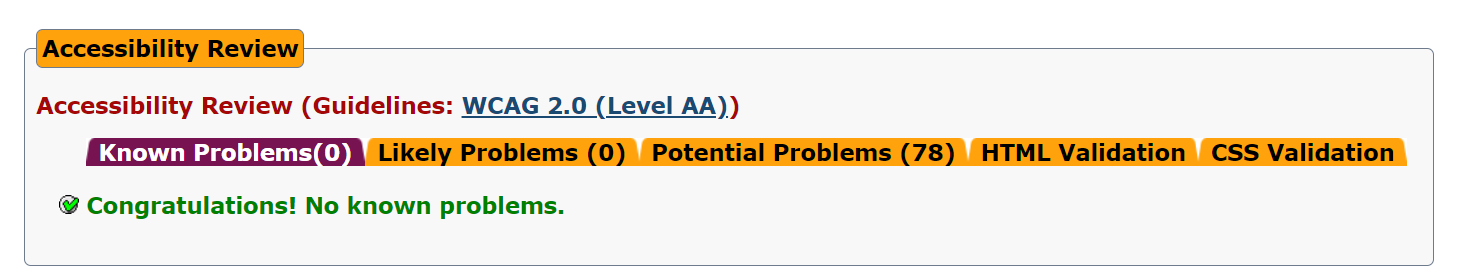 Accessibility Review
Accessibility Review (Guidelines: WCAG 2.0 (Level AA))
Known Problems(0) Likely Problems (0) Potential Problems (78) HTML Validation CSS Validation
Congratulations! No known problems.